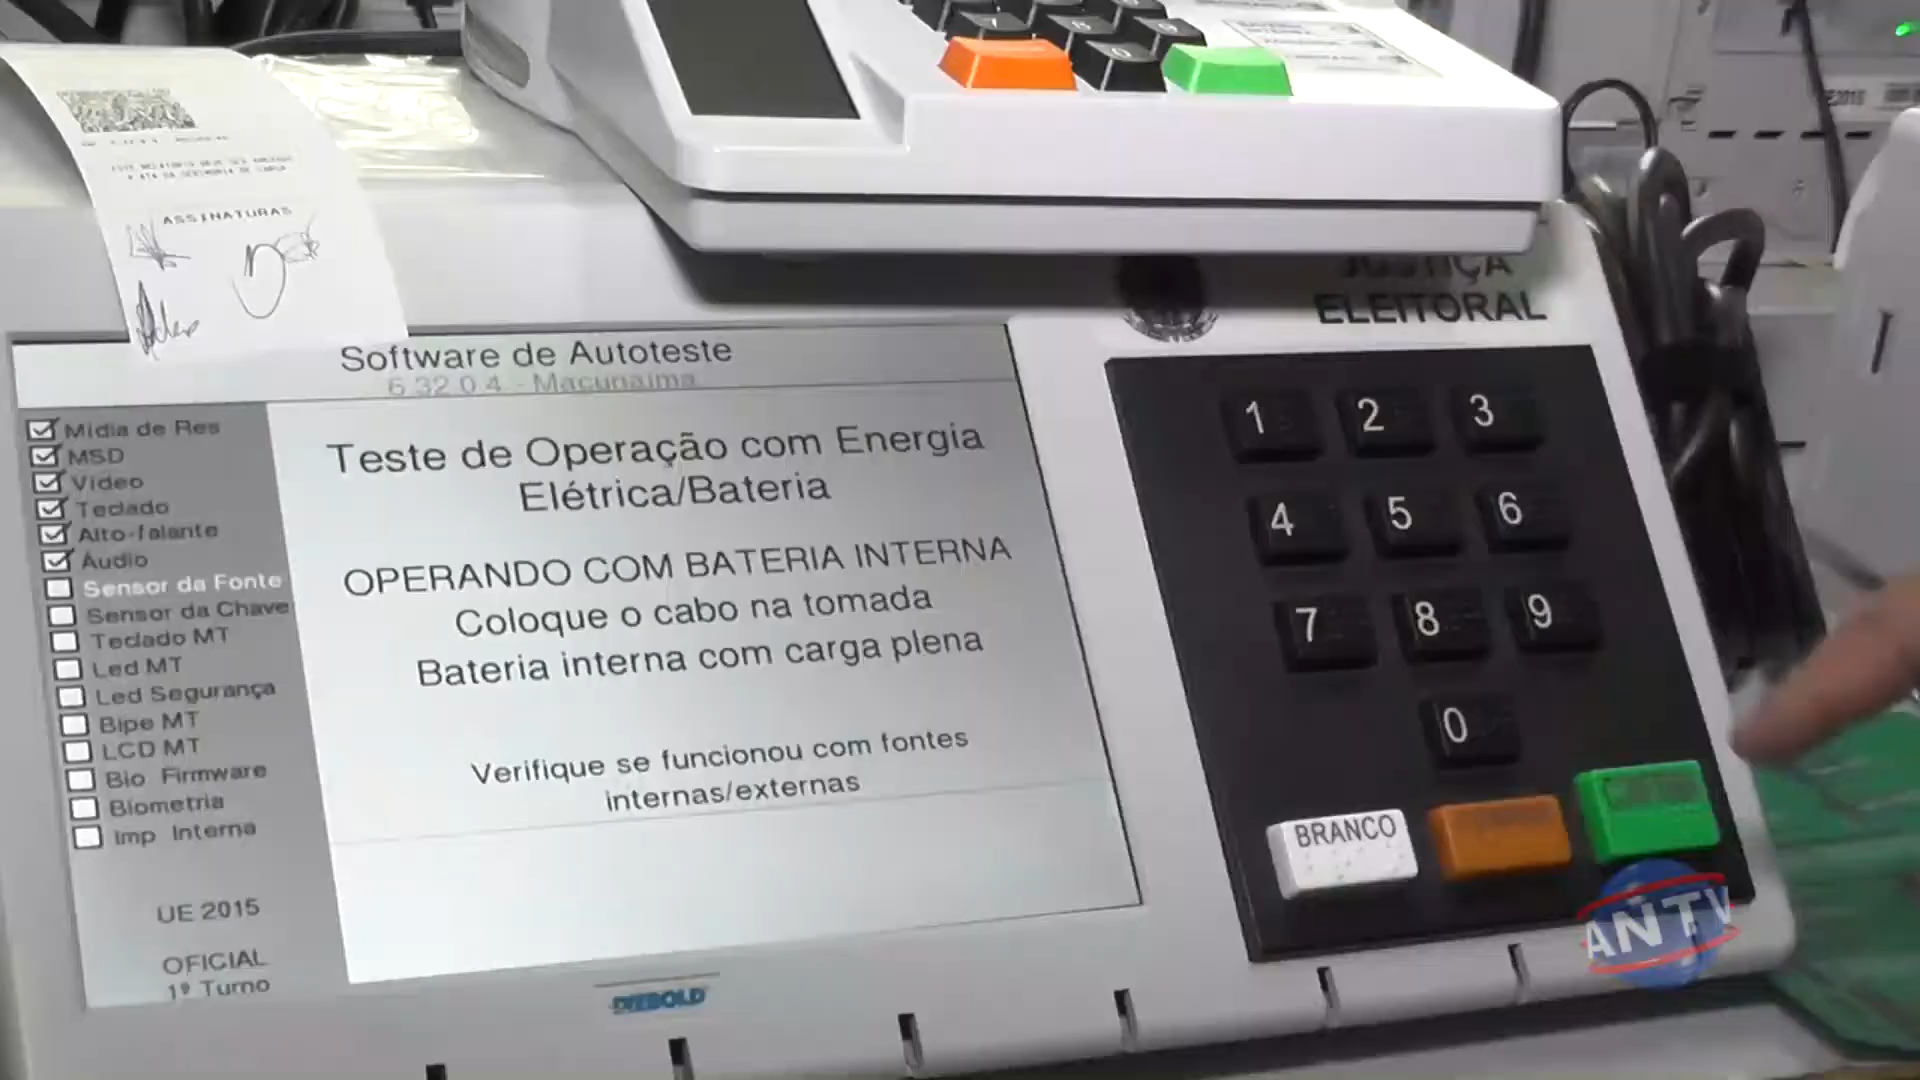 ASSINATURAS
JUSTIÇA
ELEITORAL
Software de Autoteste
6.32.0.4 - Macunaíma
Mídia de Res
MSD
Vídeo
Teclado
Alto-falante
Áudio
Sensor da Fonte
Sensor da Chave
Teclado MT
Led MT
Led Segurança
Bipe MT
LCD MT
Bio Firmware
Biometria
Imp Interna
UE 2015
OFICIAL
1º Turno
Teste de Operação com Energia
Elétrica/Bateria
OPERANDO COM BATERIA INTERNA
Coloque o cabo na tomada
Bateria interna com carga plena
Verifique se funcionou com fontes
internas/externas
DIEBOLD
1 2 3
4 5 6
7 8 9
0
BRANCO
ANTV